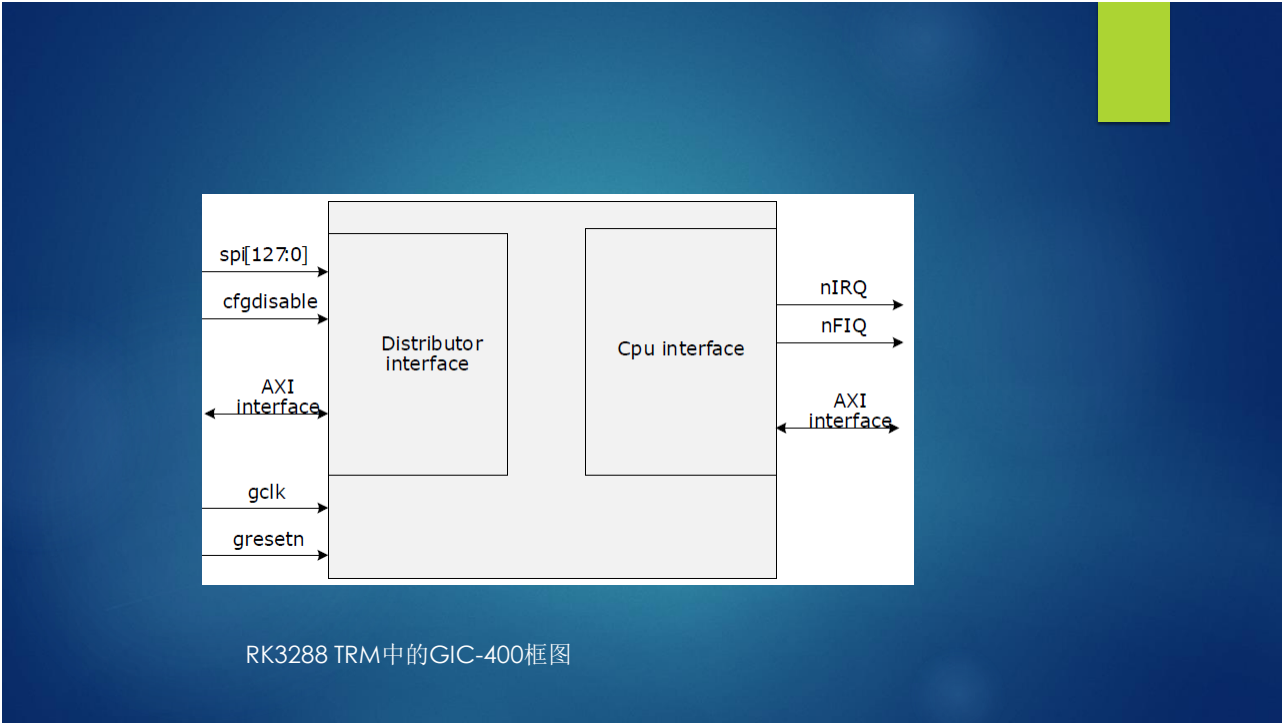 spi[127:0]
cfgdisable
AXI
interface
gclk
gresetn
Distributor
interface
Cpu interface
nIRQ
nFIQ
AXI
interface
RK3288 TRM中的GIC-400框图